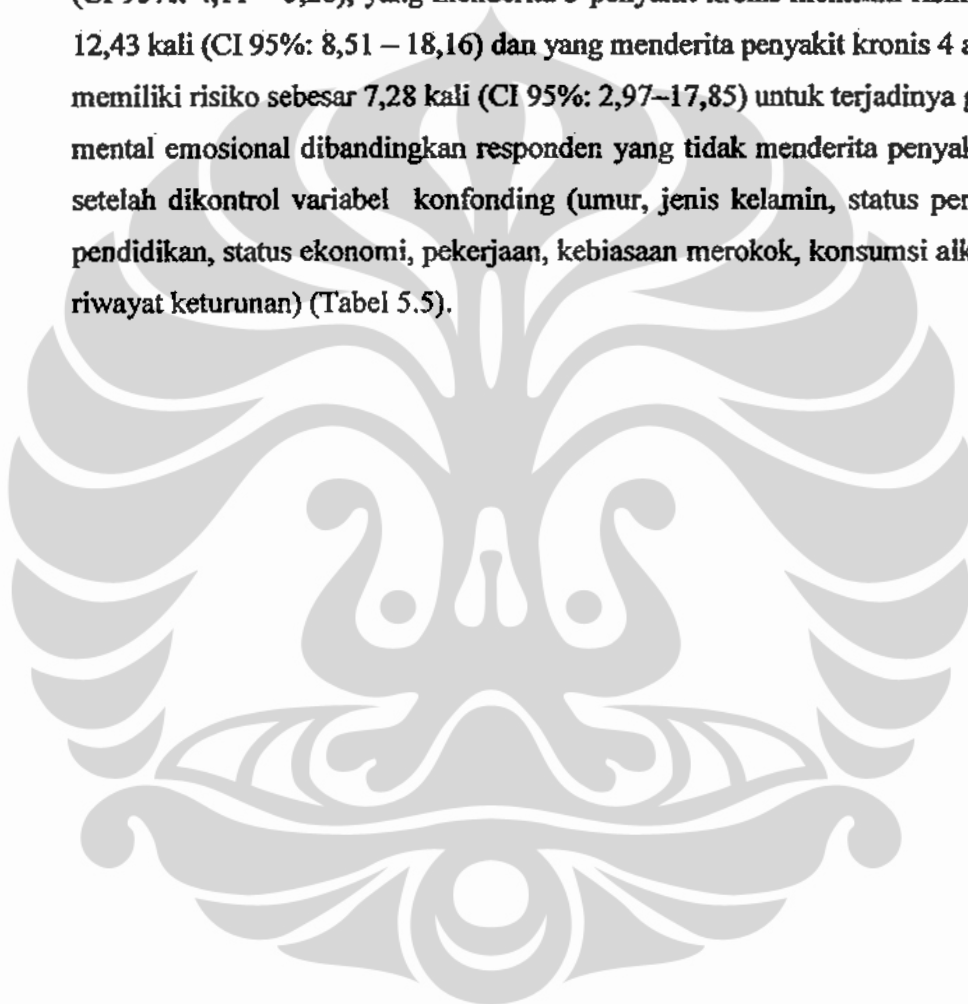 12,43 kali (CI 95%: 8,51 – 18,16) dan yang menderita penyakit kronis 4 a
memiliki risiko sebesar 7,28 kali (CI 95%: 2,97–17,85) untuk terjadinya
mental emosional dibandingkan responden yang tidak menderita penyak
setelah dikontrol variabel konfonding (umur, jenis kelamin, status per
pendidikan, status ekonomi, pekerjaan, kebiasaan merokok, konsumsi alk
riwayat keturunan) (Tabel 5.5).